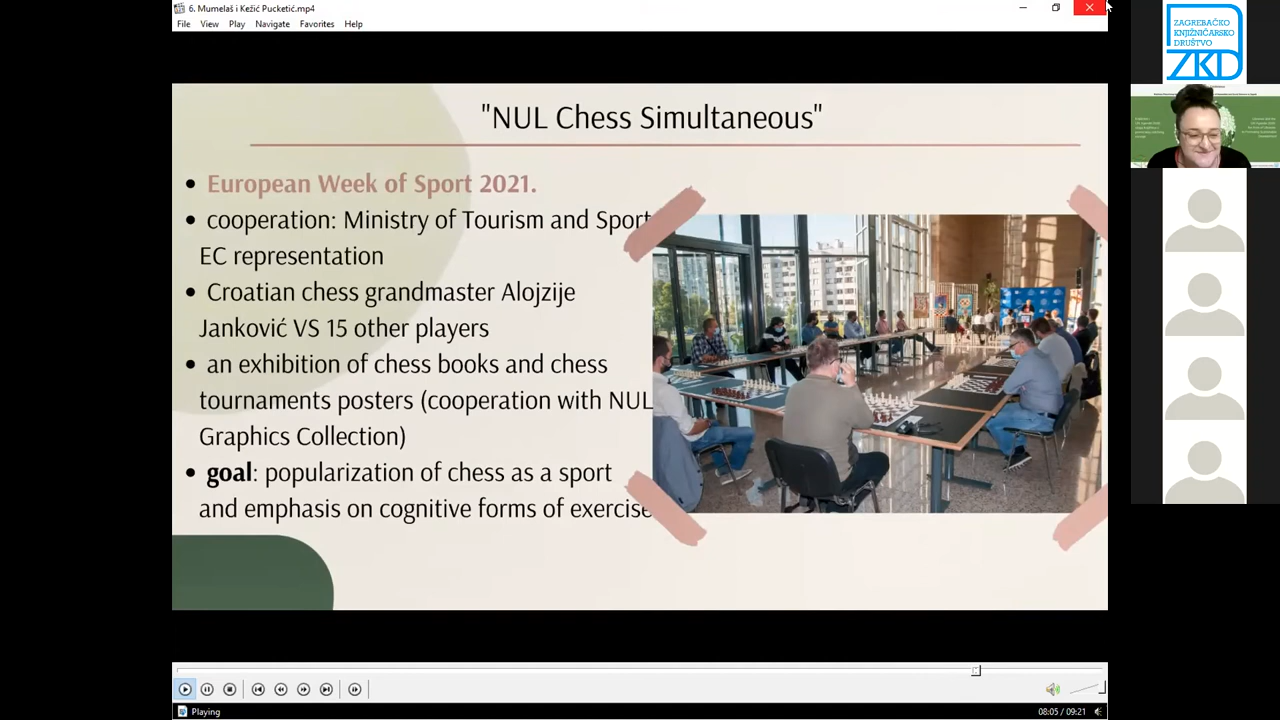 6. Mumelaš i Kežić Pucketić.mp4
File View Play Navigate Favorites Help
"NUL Chess Simultaneous"
European Week of Sport 2021.
cooperation: Ministry of Tourism and Sport
EC representation
Croatian chess grandmaster Alojzije
Janković VS 15 other players
an exhibition of chess books and chess
tournaments posters (cooperation with NUL
Graphics Collection)
goal: popularization of chess as a sport
and emphasis on cognitive forms of exercise
Playing
08:05 / 09:21
ZAGREBAČKO
KNJIŽNIČARSKO
DRUŠTVO
ZKD